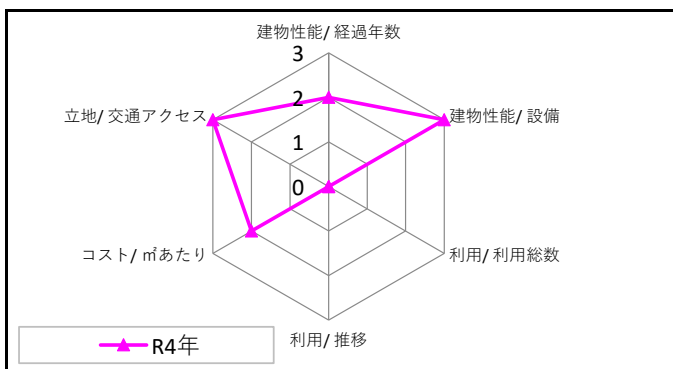 建物性能/ 経過年数
3
立地/ 交通アクセス
2
建物性能/ 設備
1
0
コスト/ ㎡あたり
利用/ 利用総数
利用/ 推移
R4年